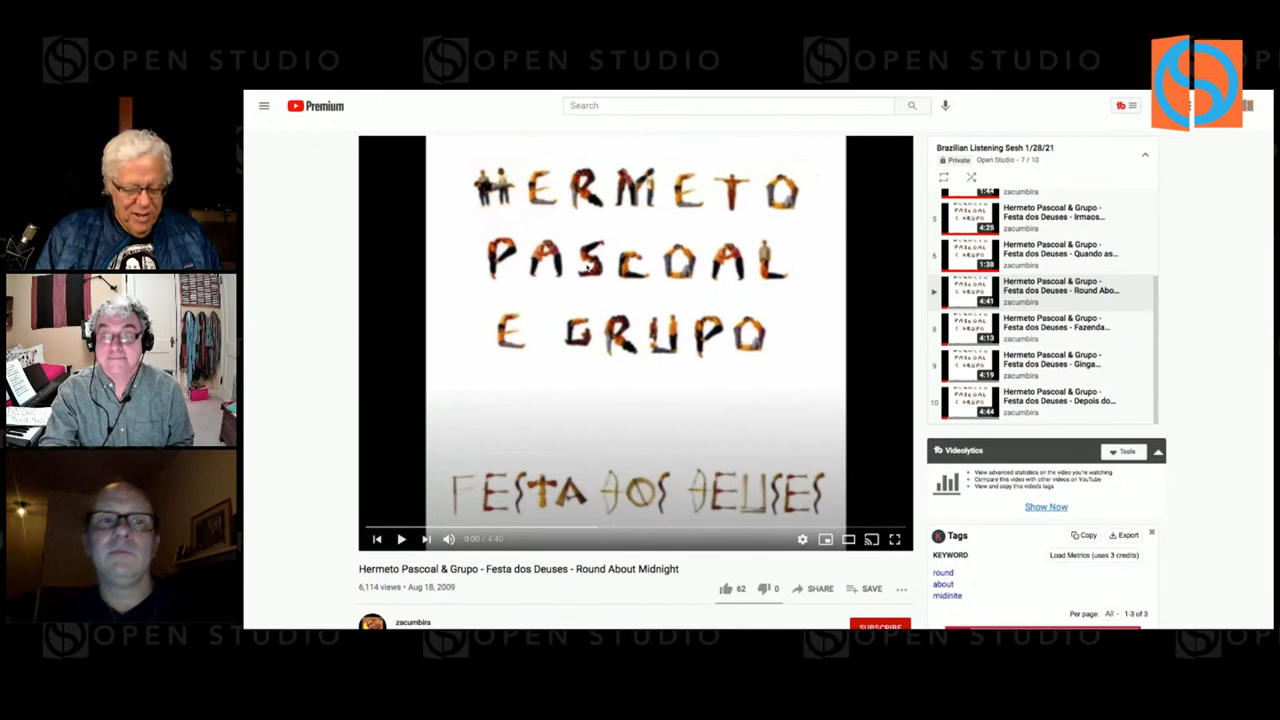 OPEN STUDIO
OPEN STUDIO
OPEN STUDIO
Premium
Search
HERMETO
PASCOAL
E GRUPO
FESTA DOS DEUSES
0:00 / 4:40
Hermeto Pascoal & Grupo - Festa dos Deuses - Round About Midnight
6,114 views • Aug 18, 2009
62
0
SHARE
SAVE
zacumbira
SUBSCRIBE
Brazilian Listening Sesh 1/28/21
Private Open Studio - 7 / 10
zacumbira
5
4:25
Hermeto Pascoal & Grupo -
Festa dos Deuses - Irmaos...
zacumbira
6
1:38
Hermeto Pascoal & Grupo -
Festa dos Deuses - Quando as...
zacumbira
4:41
Hermeto Pascoal & Grupo -
Festa dos Deuses - Round Abo...
zacumbira
8
4:13
Hermeto Pascoal & Grupo -
Festa dos Deuses - Fazenda...
zacumbira
9
4:19
Hermeto Pascoal & Grupo -
Festa dos Deuses - Ginga...
zacumbira
10
4:44
Hermeto Pascoal & Grupo -
Festa dos Deuses - Depois do...
zacumbira
tb Videolytics
Tools
View advanced statistics on the video you're watching
Compare this video with other videos on YouTube
View and copy this video's tags
Show Now
Tags
Copy
Export
KEYWORD
Load Metrics (uses 3 credits)
round
about
midinite
Per page: All 1-3 of 3
OPEN STUDIO
OPEN STUDIO
OPEN STUDIO
OP